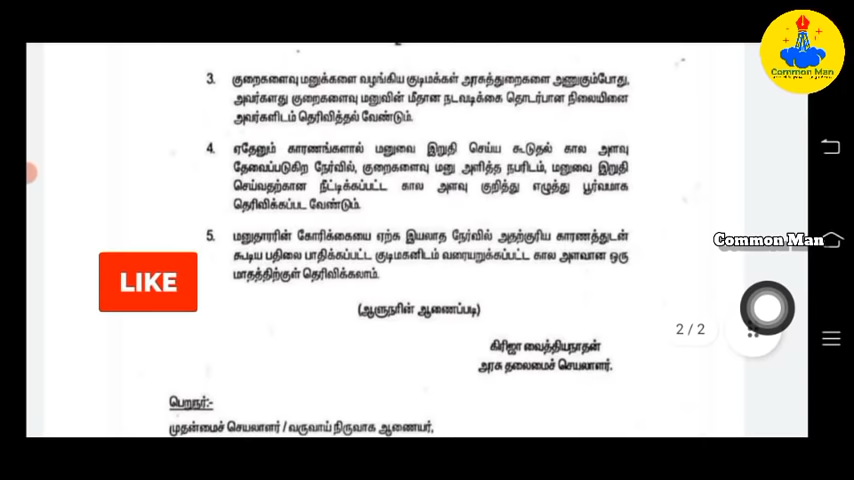 Common Man
3. குறைகளைவு மனுக்களை வழங்கிய குடிமக்கள் அரசுத்துறைகளை அணுகும்போது,
அவர்களது குறைகளைவு மனுவின் மீதான நடவடிக்கை தொடர்பான நிலையினை
அவர்களிடம் தெரிவித்தல் வேண்டும்.
4. ஏதேனும் காரணங்களால் மனுவை இறுதி செய்ய கூடுதல் கால அளவு
தேவைப்படுகிற நேர்வில், குறைகளைவு மனு அளித்த நபரிடம், மனுவை இறுதி
செய்வதற்கான நீட்டிக்கப்பட்ட கால அளவு குறித்து எழுத்து பூர்வமாக
தெரிவிக்கப்பட வேண்டும்.
5. மனுதாரரின் கோரிக்கையை ஏற்க இயலாத நேர்வில் அதற்குரிய காரணத்துடன்
கூடிய பதிலை பாதிக்கப்பட்ட குடிமகனிடம் வரையறுக்கப்பட்ட கால அளவான ஒரு
மாதத்திற்குள் தெரிவிக்கலாம்.
Common Man
LIKE
(ஆளுநரின் ஆணைப்படி)
2 / 2
கிரிஜா வைத்தியநாதன்
அரசு தலைமைச் செயலாளர்.
பெறுநர்:-
முதன்மைச் செயலாளர் / வருவாய் நிருவாக ஆணையர்,